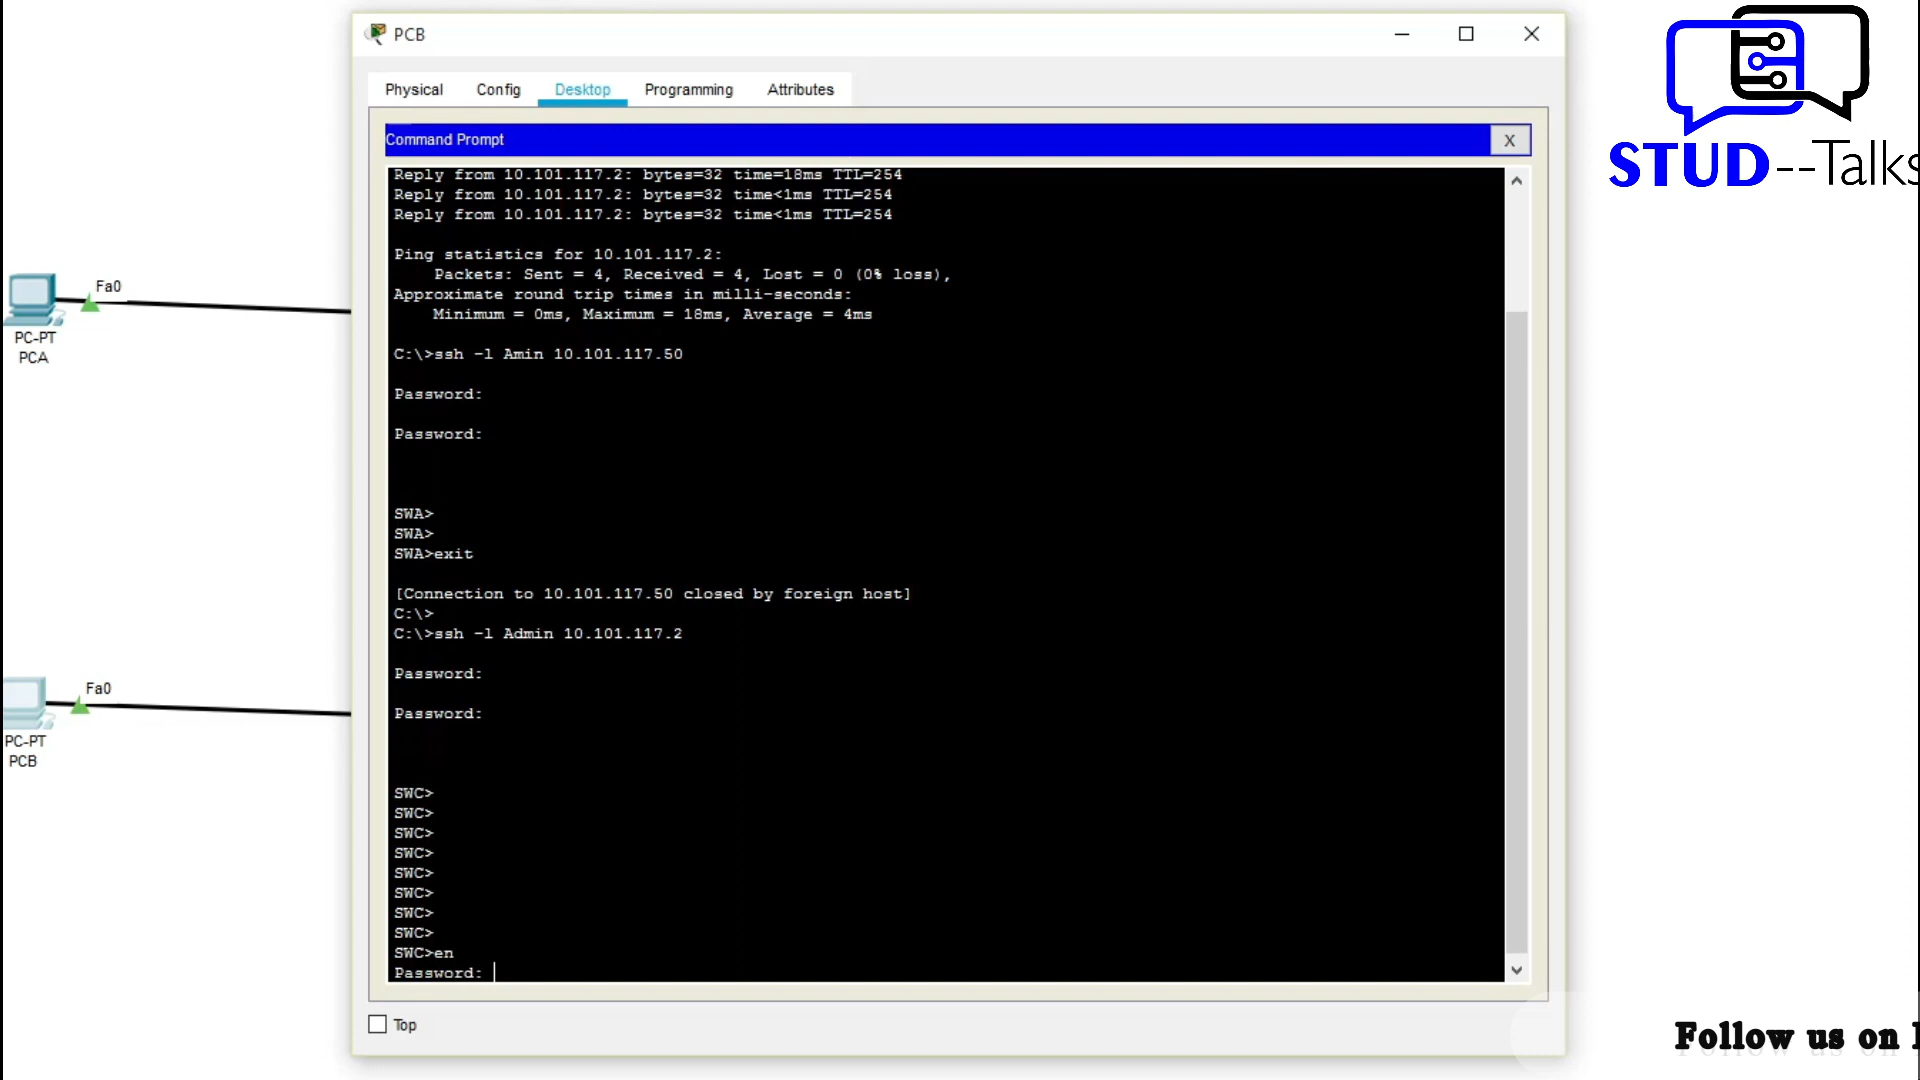 PCB
Physical
Config
Desktop
Programming
Attributes
Command Prompt
X
Reply from 10.101.117.2: bytes=32 time=18ms TTL=254
Reply from 10.101.117.2: bytes=32 time<1ms TTL=254
Reply from 10.101.117.2: bytes=32 time<1ms TTL=254
Ping statistics for 10.101.117.2:
Packets: Sent = 4, Received = 4, Lost = 0 (0% loss),
Approximate round trip times in milli-seconds:
Minimum = 0ms, Maximum = 18ms, Average = 4ms
C:\>ssh -l Amin 10.101.117.50
Password:
Password:
SWA>
SWA>
SWA>exit
[Connection to 10.101.117.50 closed by foreign host]
C:\>
C:\>ssh -l Admin 10.101.117.2
Password:
Password:
SWC>
SWC>
SWC>
SWC>
SWC>
SWC>
SWC>
SWC>
SWC>en
Password:
Top
Fa0
PC-PT
PCA
Fa0
PC-PT
PCB
STUD--Talks
Follow us on